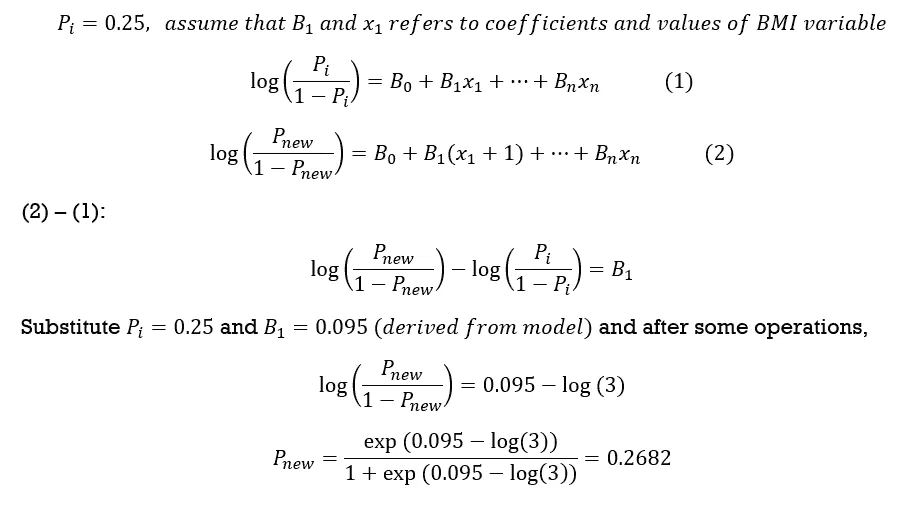 P_i = 0.25, assume that B_1 and x_1 refers to coefficients and values of BMI variable
log(P_i / (1 − P_i)) = B_0 + B_1x_1 + ⋯ + B_nx_n (1)
log(P_new / (1 − P_new)) = B_0 + B_1(x_1 + 1) + ⋯ + B_nx_n (2)
(2) – (1):
log(P_new / (1 − P_new)) − log(P_i / (1 − P_i)) = B_1
Substitute P_i = 0.25 and B_1 = 0.095 (derived from model) and after some operations,
log(P_new / (1 − P_new)) = 0.095 − log (3)
P_new = exp (0.095 − log(3)) / (1 + exp (0.095 − log(3))) = 0.2682